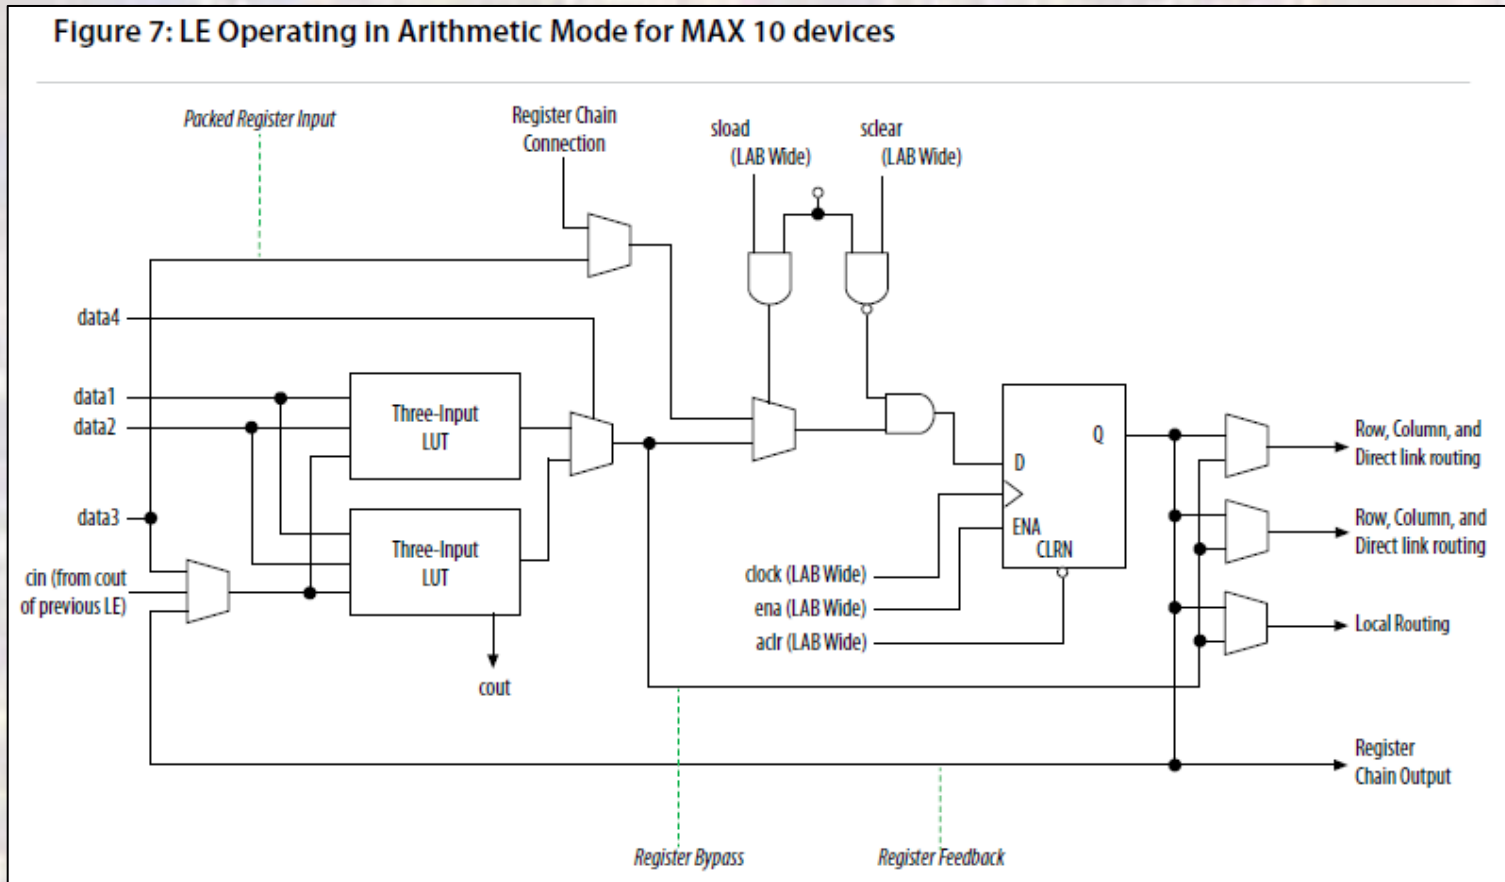 Figure 7: LE Operating in Arithmetic Mode for MAX 10 devices
Packed Register Input
Register Chain
Connection
sload
(LAB Wide)
sclear
(LAB Wide)
data4
data1
data2
Three-Input
LUT
data3
Three-Input
LUT
cin (from cout
of previous LE)
cout
Q
D
ENA
CLRN
clock (LAB Wide)
ena (LAB Wide)
aclr (LAB Wide)
Row, Column, and
Direct link routing
Row, Column, and
Direct link routing
Local Routing
Register
Chain Output
Register Bypass
Register Feedback